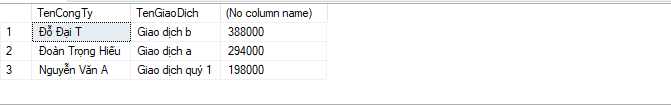 TenCongTy TenGiaoDich (No column name)
1 Đỗ Đại T Giao dịch b 388000
2 Đoàn Trọng Hiếu Giao dịch a 294000
3 Nguyễn Văn A Giao dịch quý 1 198000